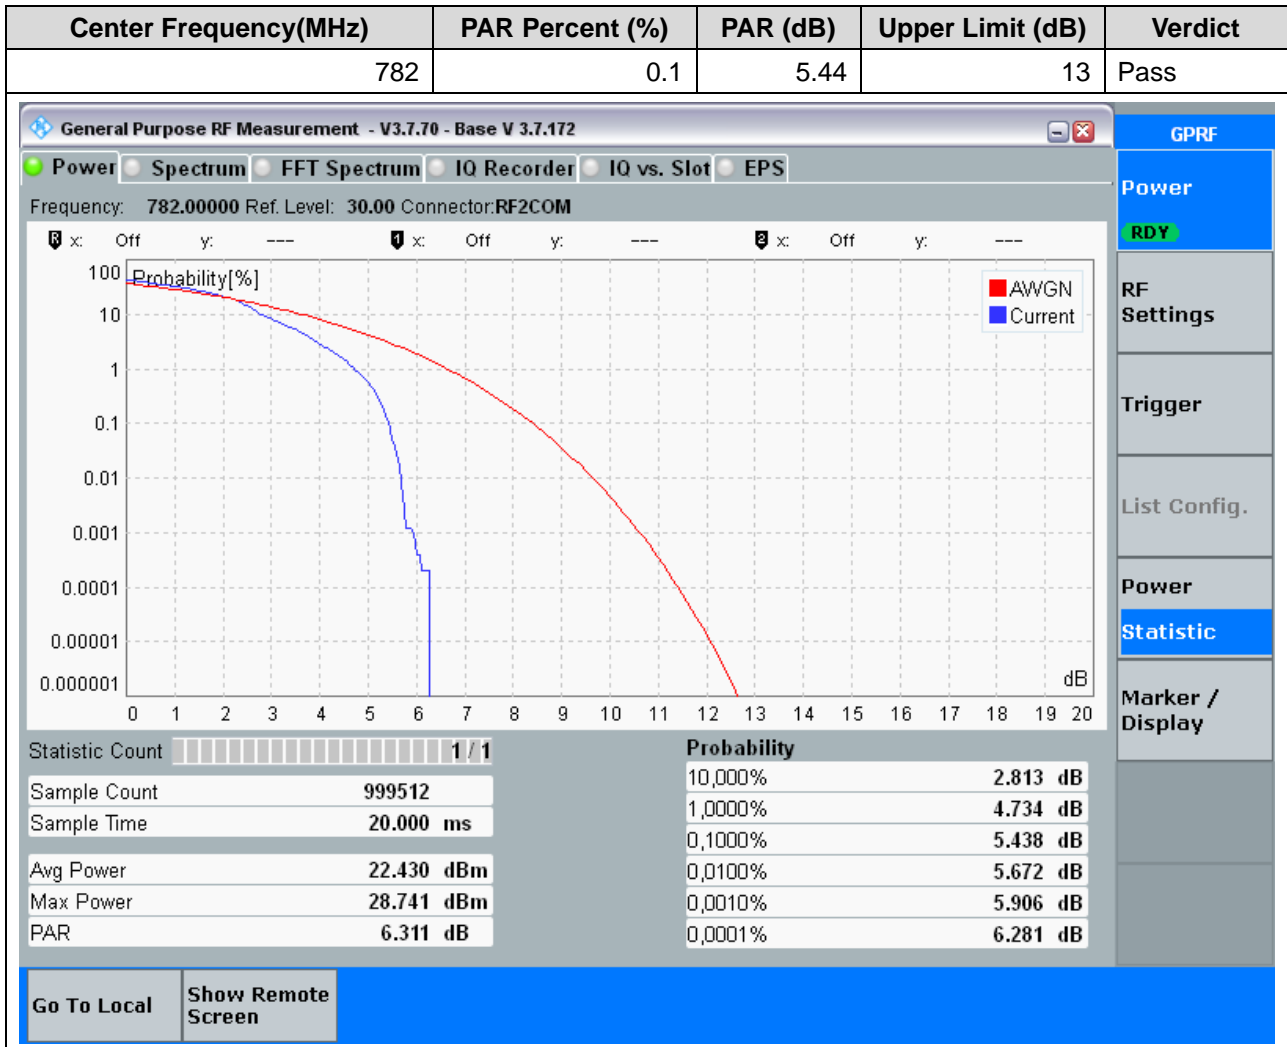 Center Frequency(MHz) PAR Percent (%) PAR (dB) Upper Limit (dB) Verdict
782 0.1 5.44 13 Pass
General Purpose RF Measurement - V3.7.70 - Base V 3.7.172
GPRF
Power Spectrum FFT Spectrum IQ Recorder IQ vs. Slot EPS
Frequency: 782.00000 Ref. Level: 30.00 Connector:RF2COM
Power
RDY
R x: Off y: --- 1 x: Off y: --- 2 x: Off y: ---
Probability[%]
AWGN
Current
100
10
1
0.1
0.01
0.001
0.0001
0.00001
0.000001
dB
0 1 2 3 4 5 6 7 8 9 10 11 12 13 14 15 16 17 18 19 20
RF
Settings
Trigger
List Config.
Power
Statistic
Marker /
Display
Statistic Count 1 / 1
Sample Count 999512
Sample Time 20.000 ms
Avg Power 22.430 dBm
Max Power 28.741 dBm
PAR 6.311 dB
Probability
10,000% 2.813 dB
1,0000% 4.734 dB
0,1000% 5.438 dB
0,0100% 5.672 dB
0,0010% 5.906 dB
0,0001% 6.281 dB
Go To Local
Show Remote
Screen